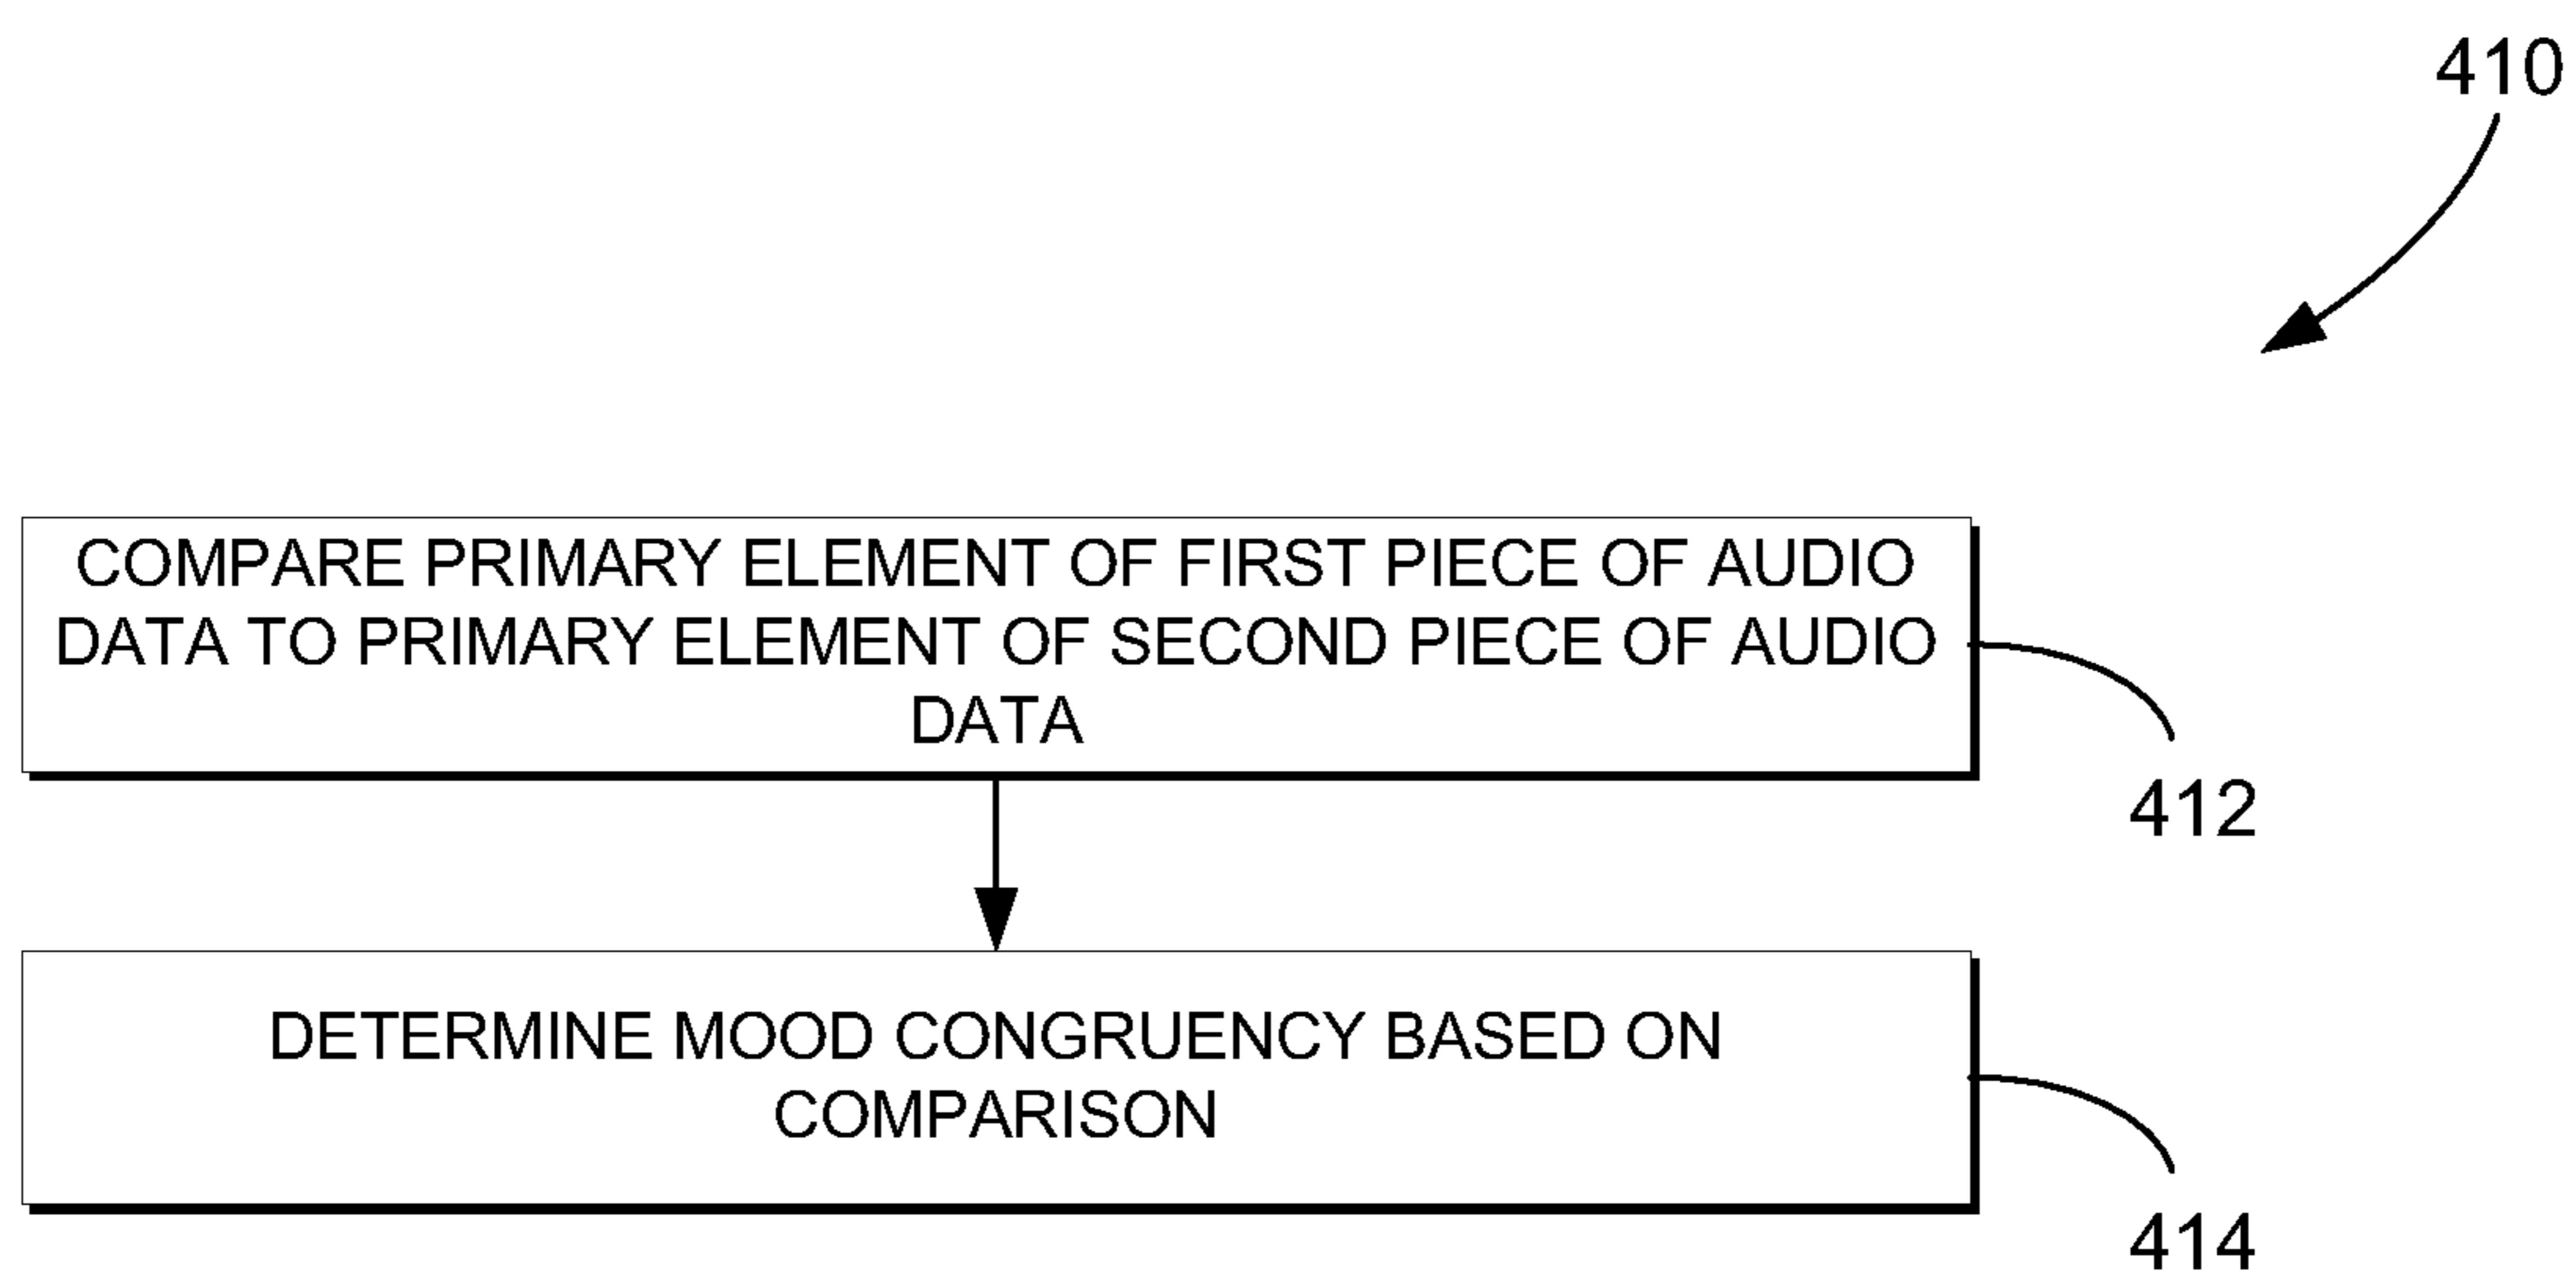 410
COMPARE PRIMARY ELEMENT OF FIRST PIECE OF AUDIO
DATA TO PRIMARY ELEMENT OF SECOND PIECE OF AUDIO
DATA
412
DETERMINE MOOD CONGRUENCY BASED ON
COMPARISON
414